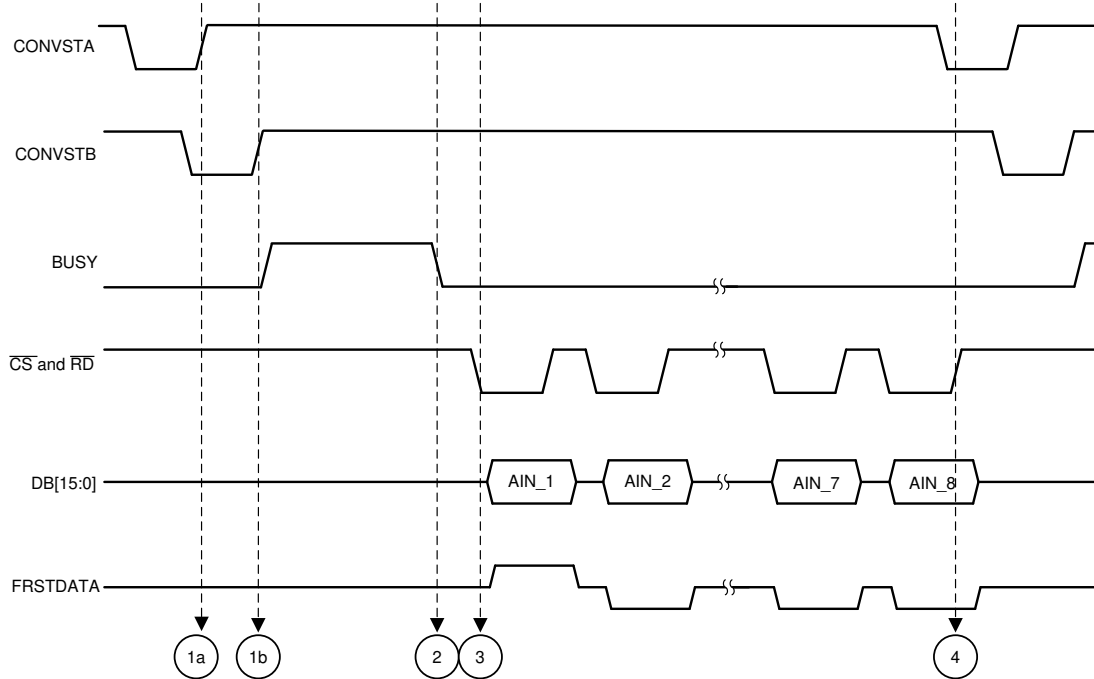 CONVSTA
CONVSTB
BUSY
CS and RD
DB[15:0]
AIN_1
AIN_2
AIN_7
AIN_8
FRSTDATA
1a
1b
2
3
4